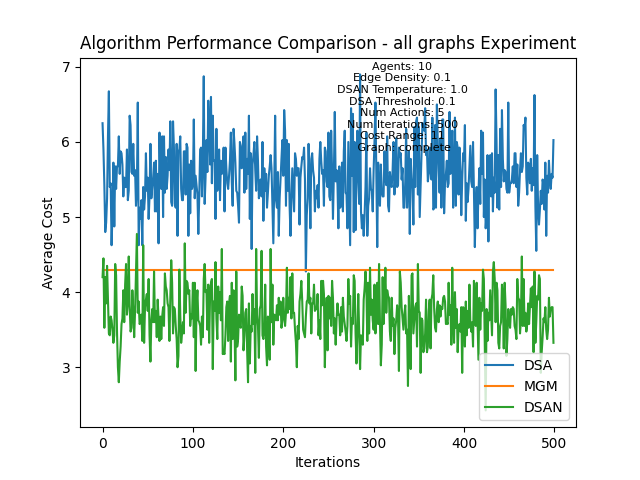 Algorithm Performance Comparison - all graphs Experiment
Agents: 10
Edge Density: 0.1
DSAN Temperature: 1.0
DSA Threshold: 0.1
Num Actions: 5
Num Iterations: 500
Cost Range: 11
Graph: complete
7
6
5
4
3
Average Cost
0
100
200
300
400
500
Iterations
DSA
MGM
DSAN